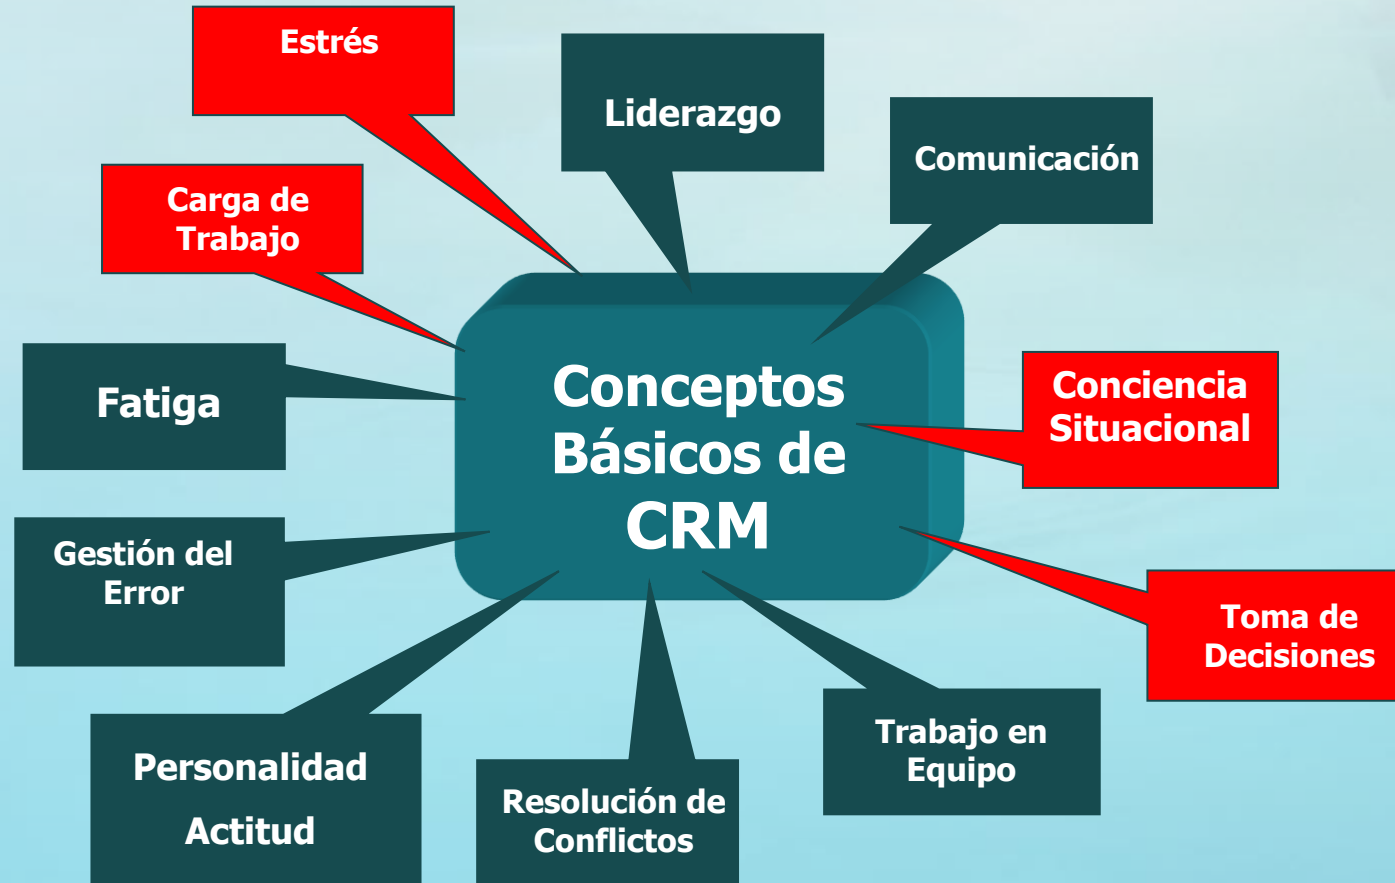 Estrés
Liderazgo
Comunicación
Carga de
Trabajo
Conceptos
Básicos de
CRM
Fatiga
Conciencia
Situacional
Gestión del
Error
Toma de
Decisiones
Personalidad
Actitud
Resolución de
Conflictos
Trabajo en
Equipo